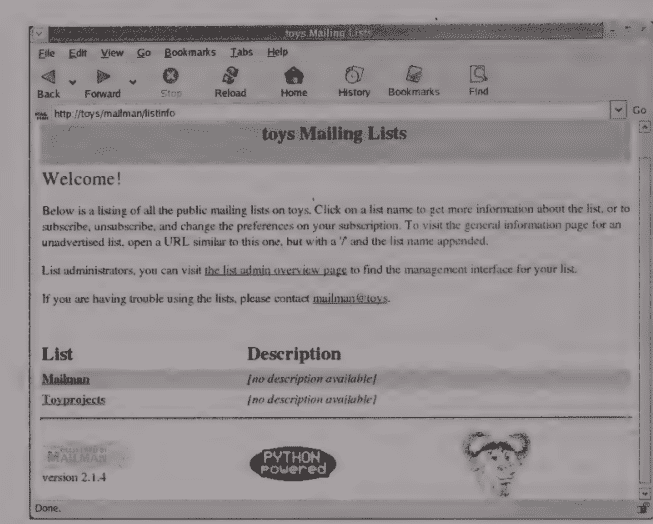 toys Mailing Lists
File Edit View Go Bookmarks Tabs Help
Back Forward Stop Reload Home History Bookmarks Find
http://toys/mailman/listinfo Go
toys Mailing Lists
Welcome!
Below is a listing of all the public mailing lists on toys. Click on a list name to get more information about the list, or to
subscribe, unsubscribe, and change the preferences on your subscription. To visit the general information page for an
unadvertised list, open a URL similar to this one, but with a '/' and the list name appended.
List administrators, you can visit the list admin overview page to find the management interface for your list.
If you are having trouble using the lists, please contact mailman@toys.
List Description
Mailman [no description available]
Toyprojects [no description available]
MAILMAN
PYTHON
Powered
version 2.1.4
Done.